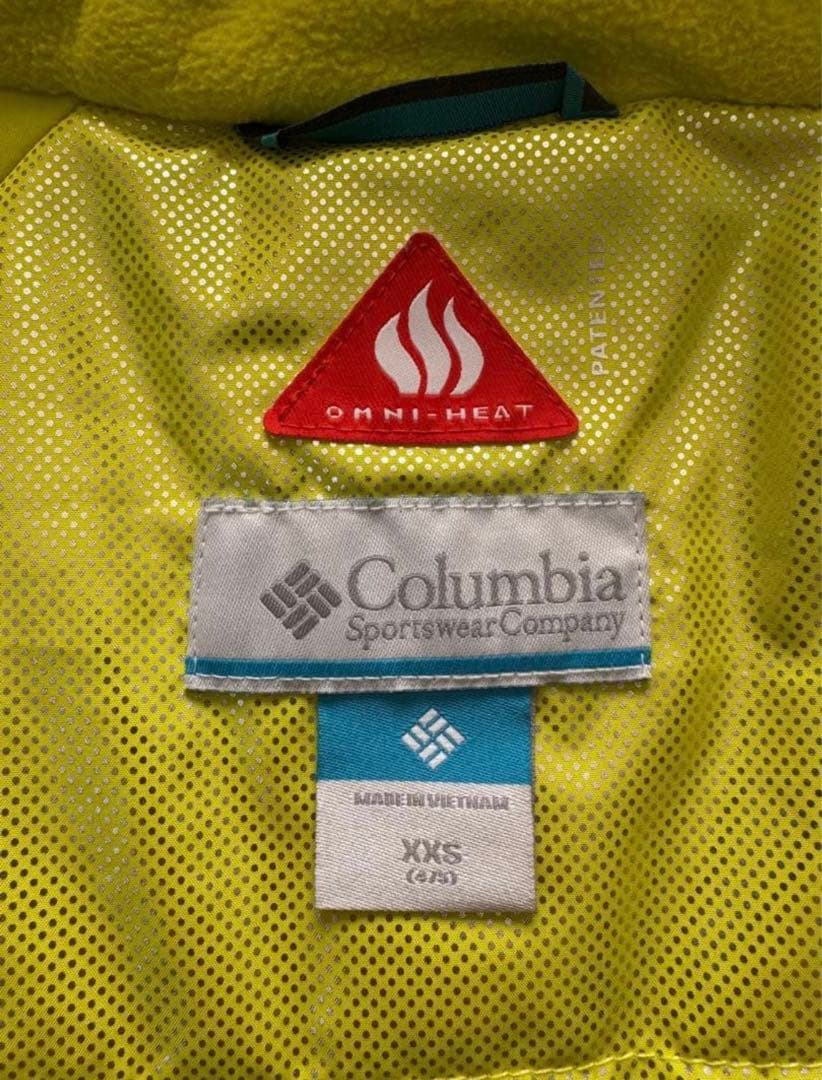 PATENTED
OMNI-HEAT
Columbia
Sportswear Company
MADE IN VIETNAM
XXS
(4/5)